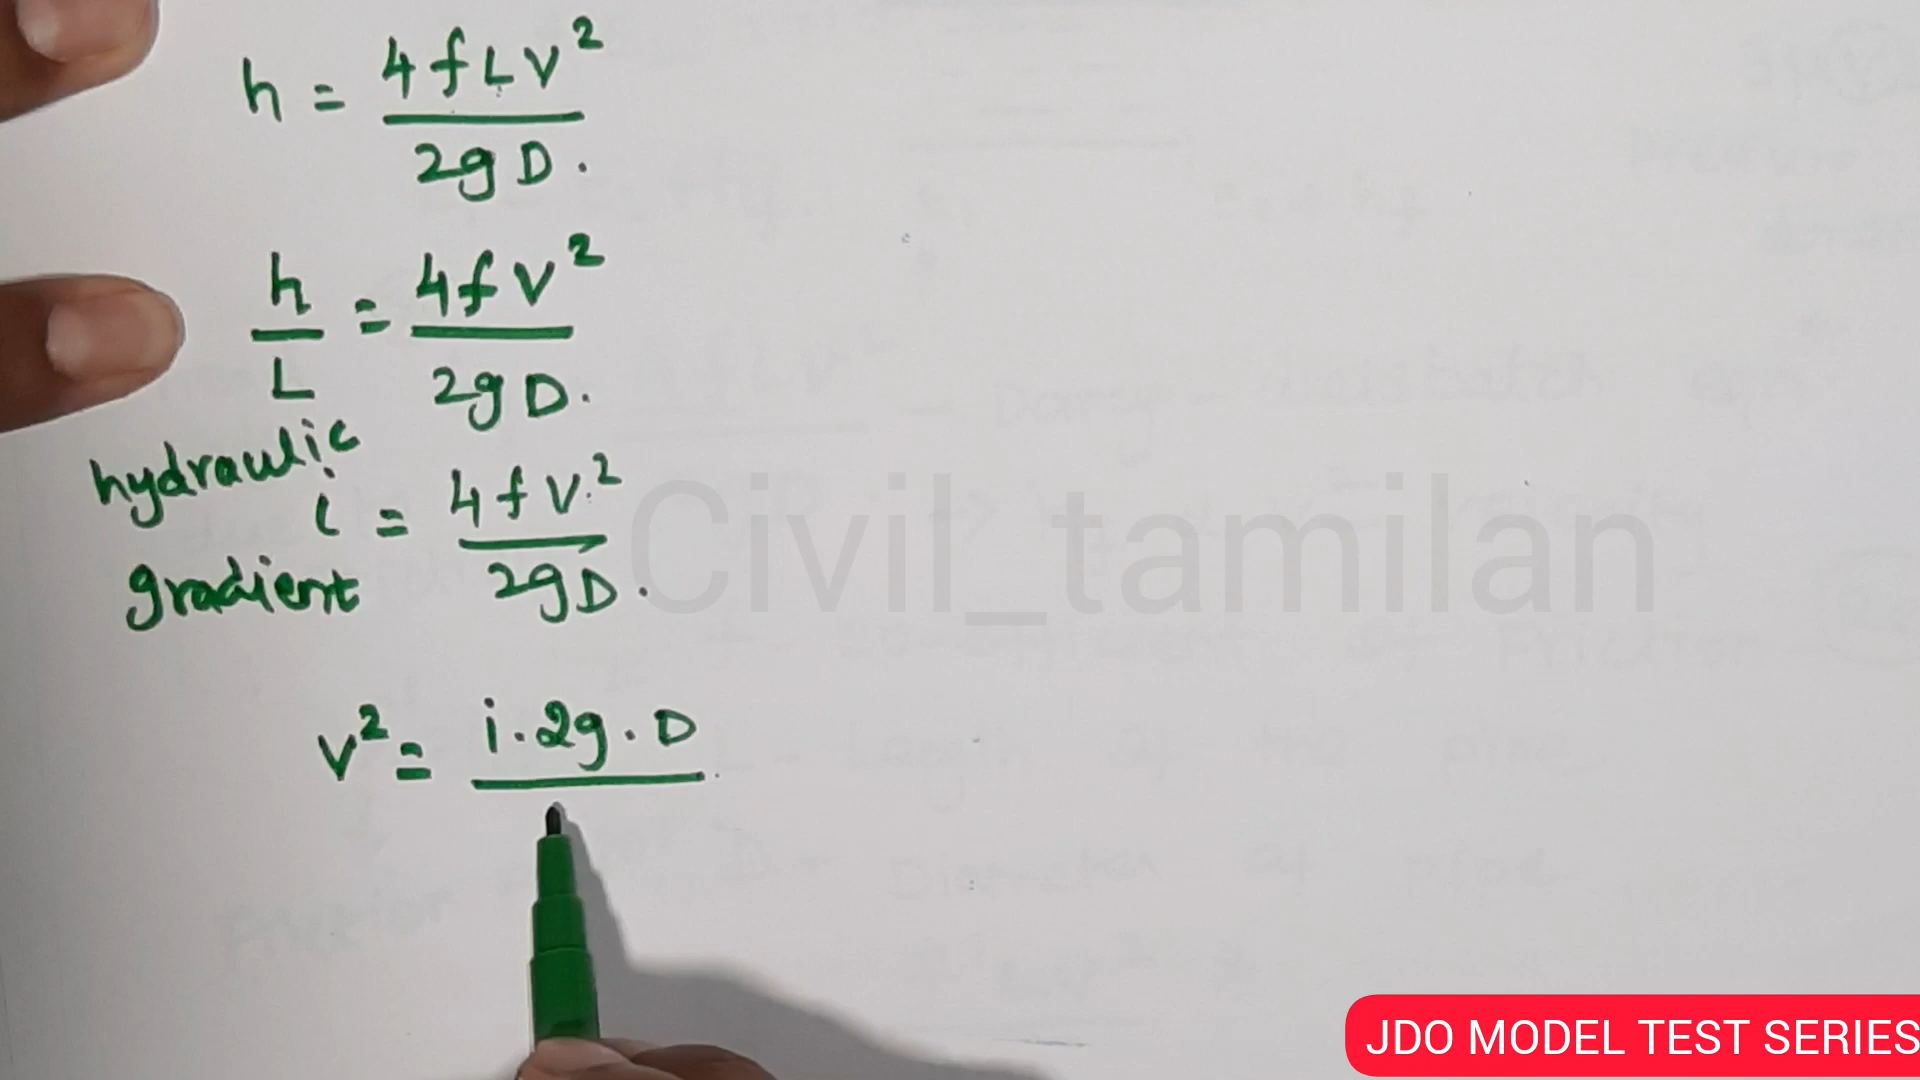 h = 4fLV²
2gD.
h = 4fV²
L 2gD.
hydraulic
i = 4fV²
gradient 2gD.
V² = i.2g.D
Civil_tamilan
JDO MODEL TEST SERIES